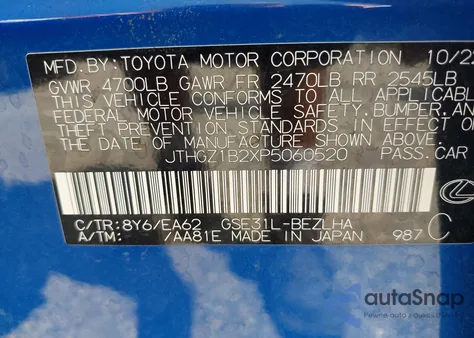 MFD.BY:TOYOTA MOTOR CORPORATION 10/22
GVWR 4700LB GAWR FR 2470LB RR 2545LB
THIS VEHICLE CONFORMS TO ALL APPLICABL
FEDERAL MOTOR VEHICLE SAFETY,BUMPER,AN
THEFT PREVENTION STANDARDS IN EFFECT
THE DATE OF MANUFACTURE SHOWN
JTHGZ1B2XP5060520 PASS.CAR
C/TR:8Y6/EA62 GSE31L-BEZLHA C
A/TM: /AA81E MADE IN JAPAN 987
autoSnap